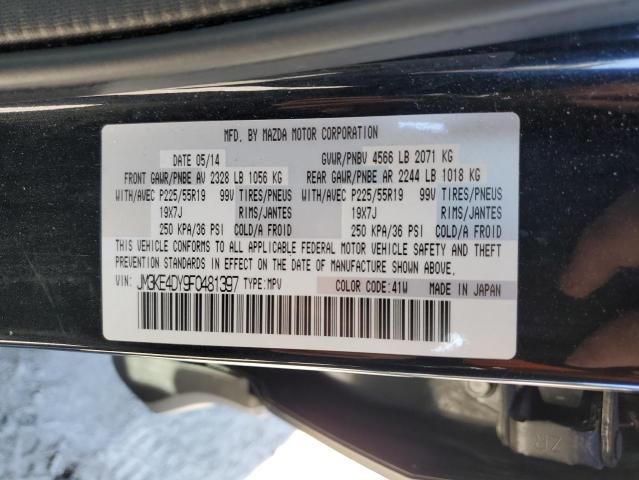 MFD. BY MAZDA MOTOR CORPORATION
DATE 05/14 GVWR/PNBV 4566 LB 2071 KG
FRONT GAWR/PNBE AV 2328 LB 1056 KG REAR GAWR/PNBE AR 2244 LB 1018 KG
WITH/AVEC P225/55R19 99V TIRES/PNEUS WITH/AVEC P225/55R19 99V TIRES/PNEUS
19X7J RIMS/JANTES 19X7J RIMS/JANTES
250 KPA/36 PSI COLD/A FROID 250 KPA/36 PSI COLD/A FROID
THIS VEHICLE CONFORMS TO ALL APPLICABLE FEDERAL MOTOR VEHICLE SAFETY AND THEFT
PREVENTION STANDARDS IN EFFECT ON THE DATE OF MANUFACTURE SHOWN ABOVE.
VIN: JM3KE4DY9F0481397 TYPE:MPV COLOR CODE:41W MADE IN JAPAN
ZR